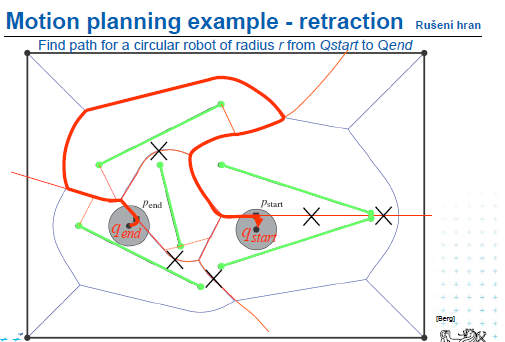 Motion planning example - retraction Rušení hran
Find path for a circular robot of radius r from Qstart to Qend
pend
pstart
qend
qstart
[Berg]